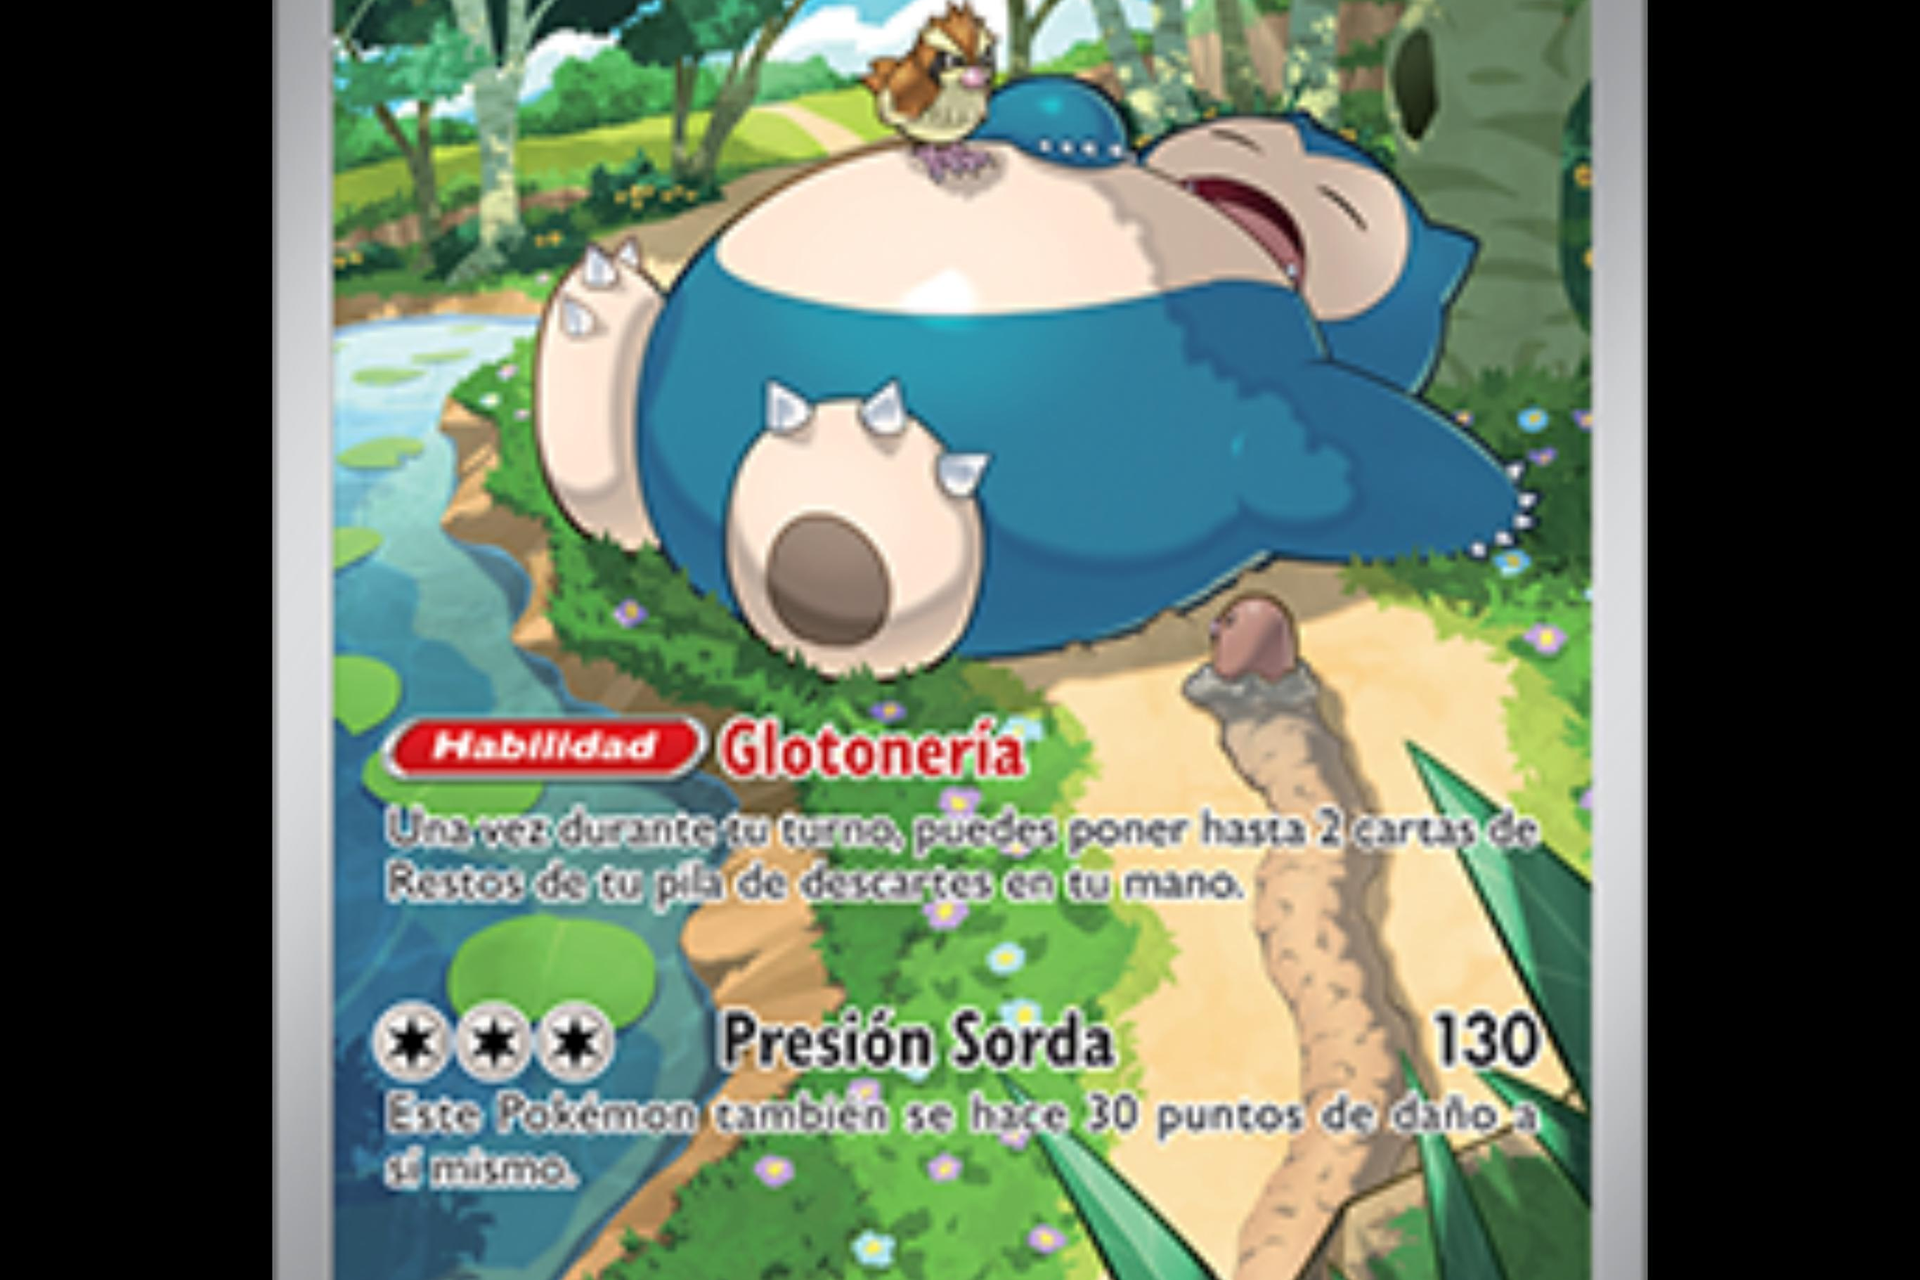 Habilidad Glotonería
Una vez durante tu turno, puedes poner hasta 2 cartas de
Restos de tu pila de descartes en tu mano.
Presión Sorda 130
Este Pokémon también se hace 30 puntos de daño a
sí mismo.